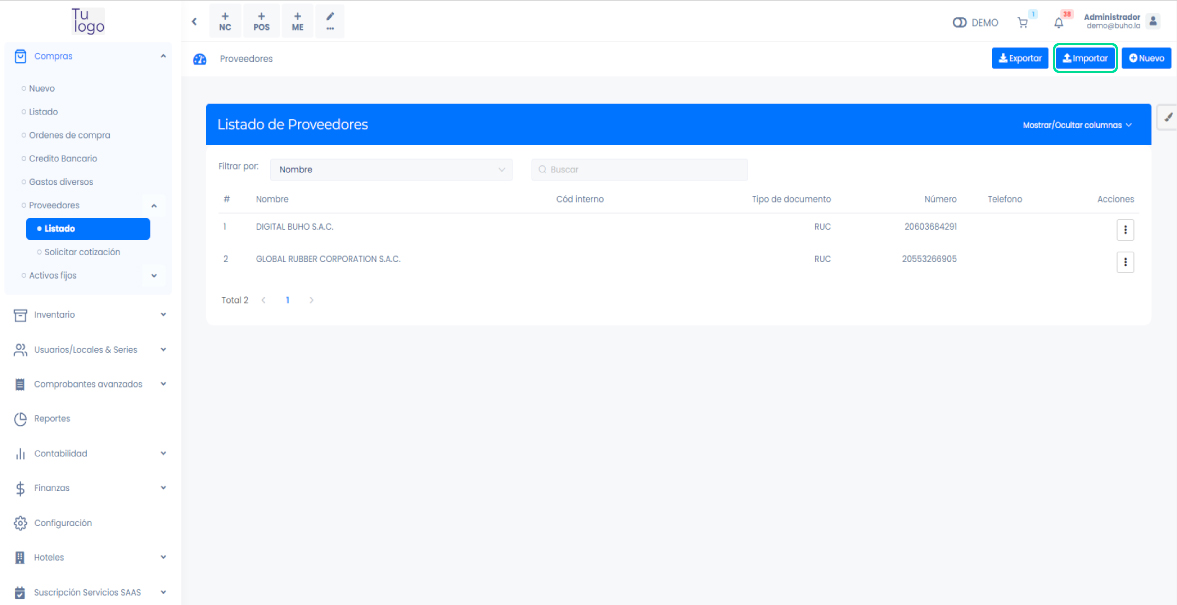 Tu
logo
Compras
Nuevo
Listado
Ordenes de compra
Credito Bancario
Gastos diversos
Proveedores
Listado
Solicitar cotización
Activos fijos
Inventario
Usuarios/Locales & Series
Comprobantes avanzados
Reportes
Contabilidad
Finanzas
Configuración
Hoteles
Suscripción Servicios SAAS
+ + +
NC POS ME ...
DEMO 1 38 Administrador
demo@buho.la
Proveedores Exportar Importar Nuevo
Listado de Proveedores Mostrar/Ocultar columnas
Filtrar por: Nombre Buscar
# Nombre Cód interno Tipo de documento Número Telefono Acciones
1 DIGITAL BUHO S.A.C. RUC 20603684291
2 GLOBAL RUBBER CORPORATION S.A.C. RUC 20553266905
Total 2 < 1 >